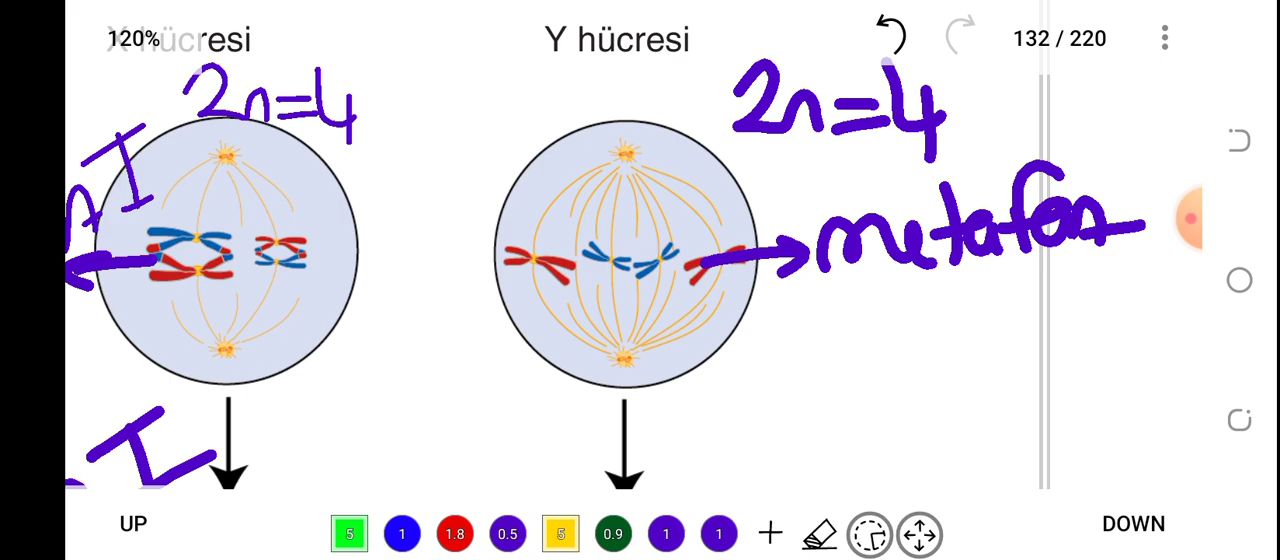 120%
X hücresi
Y hücresi
132 / 220
2n=4
2n=4
I
metafaz
I
UP
5
1
1.8
0.5
5
0.9
1
1
DOWN